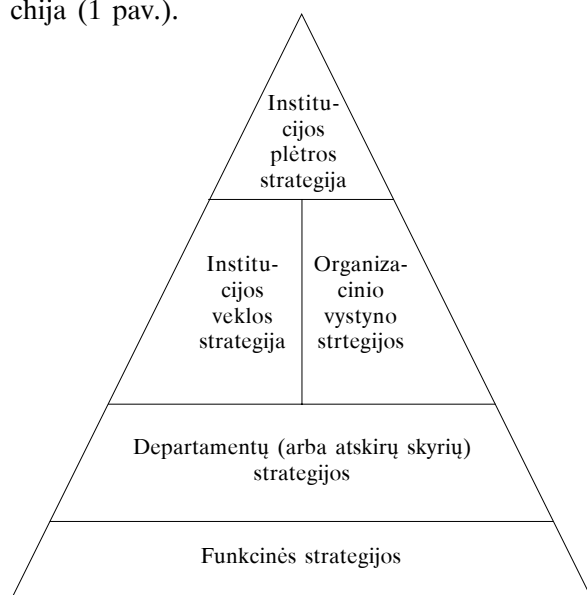 chija (1 pav.).
Institu-
cijos
plėtros
strategija
Institu-
cijos
veklos
strategija
Organiza-
cinio
vystyno
strtegijos
Departamentų (arba atskirų skyrių)
strategijos
Funkcinės strategijos